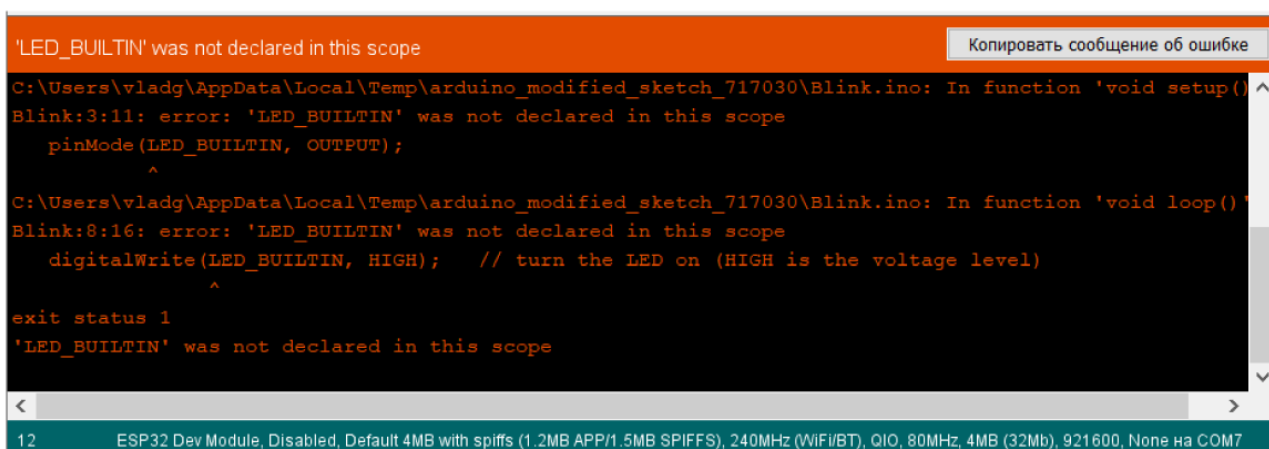 'LED_BUILTIN' was not declared in this scope
Копировать сообщение об ошибке
C:\Users\vladg\AppData\Local\Temp\arduino_modified_sketch_717030\Blink.ino: In function 'void setup()
Blink:3:11: error: 'LED_BUILTIN' was not declared in this scope
   pinMode(LED_BUILTIN, OUTPUT);
           ^
C:\Users\vladg\AppData\Local\Temp\arduino_modified_sketch_717030\Blink.ino: In function 'void loop()'
Blink:8:16: error: 'LED_BUILTIN' was not declared in this scope
   digitalWrite(LED_BUILTIN, HIGH);   // turn the LED on (HIGH is the voltage level)
                ^
exit status 1
'LED_BUILTIN' was not declared in this scope
12 ESP32 Dev Module, Disabled, Default 4MB with spiffs (1.2MB APP/1.5MB SPIFFS), 240MHz (WiFi/BT), QIO, 80MHz, 4MB (32Mb), 921600, None на COM7